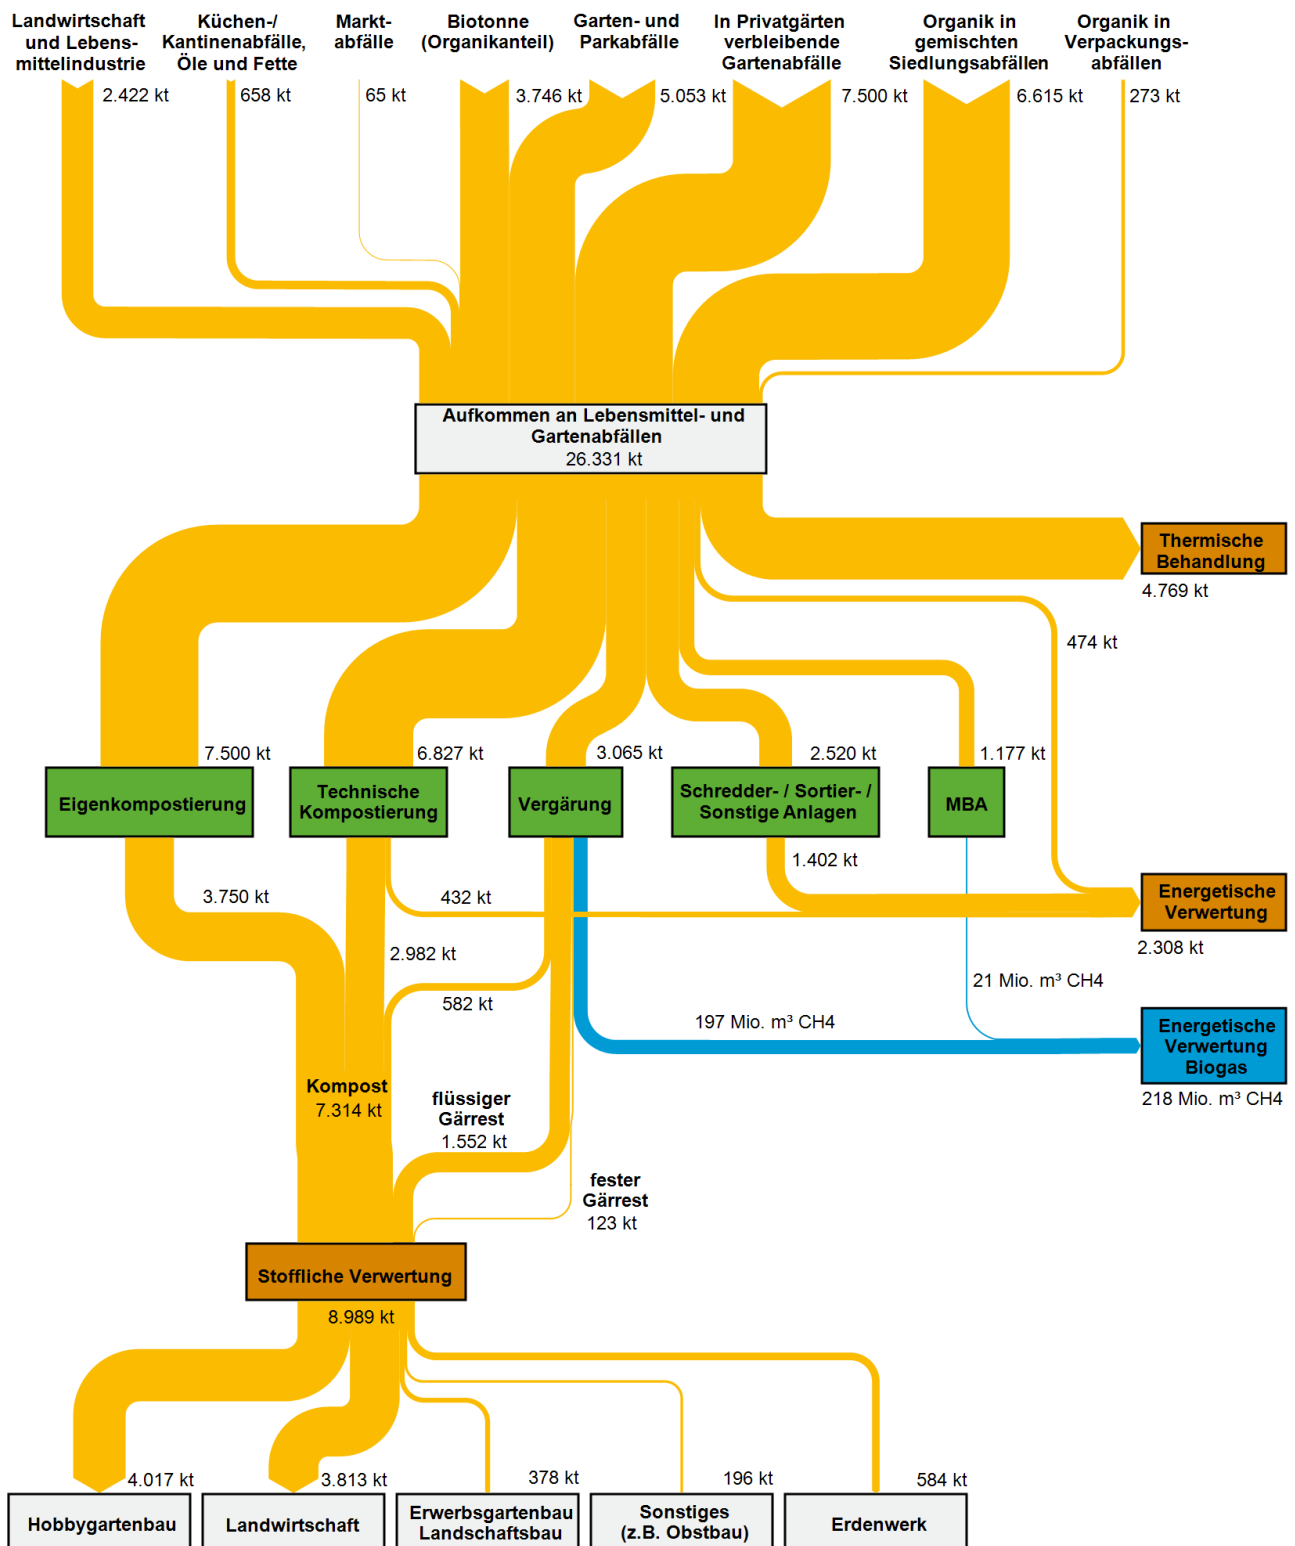 Landwirtschaft
und Lebens-
mittelindustrie
2.422 kt
Küchen-/
Kantinenabfälle,
Öle und Fette
658 kt
Markt-
abfälle
65 kt
Biotonne
(Organikanteil)
3.746 kt
Garten- und
Parkabfälle
5.053 kt
In Privatgärten
verbleibende
Gartenabfälle
7.500 kt
Organik in
gemischten
Siedlungsabfällen
6.615 kt
Organik in
Verpackungs-
abfällen
273 kt
Aufkommen an Lebensmittel- und
Gartenabfällen
26.331 kt
Thermische
Behandlung
4.769 kt
474 kt
7.500 kt
Eigenkompostierung
6.827 kt
Technische
Kompostierung
3.065 kt
Vergärung
2.520 kt
Schredder- / Sortier- /
Sonstige Anlagen
1.177 kt
MBA
1.402 kt
3.750 kt
432 kt
Energetische
Verwertung
2.308 kt
2.982 kt
582 kt
21 Mio. m³ CH4
197 Mio. m³ CH4
Energetische
Verwertung
Biogas
218 Mio. m³ CH4
Kompost
7.314 kt
flüssiger
Gärrest
1.552 kt
fester
Gärrest
123 kt
Stoffliche Verwertung
8.989 kt
4.017 kt
Hobbygartenbau
3.813 kt
Landwirtschaft
378 kt
Erwerbsgartenbau
Landschaftsbau
196 kt
Sonstiges
(z.B. Obstbau)
584 kt
Erdenwerk